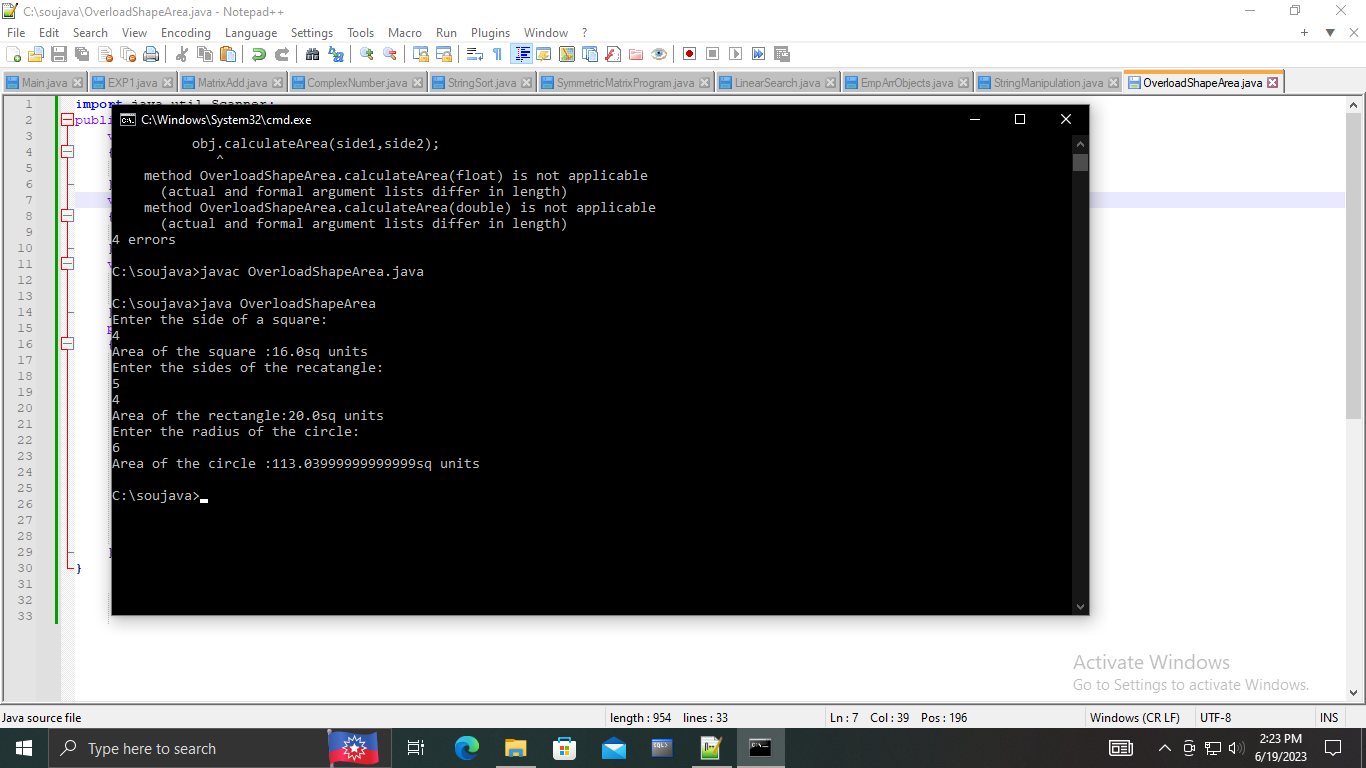 C:\soujava\OverloadShapeArea.java - Notepad++
File Edit Search View Encoding Language Settings Tools Macro Run Plugins Window ?
Main.java EXP1.java MatrixAdd.java ComplexNumber.java StringSort.java SymmetricMatrixProgram.java LinearSearch.java EmpArrObjects.java StringManipulation.java OverloadShapeArea.java
1 import java.util.Scanner;
2 publi
3
4
5
6
7
8
9
10
11
12
13
14
15
16
17
18
19
20
21
22
23
24
25
26
27
28
29
30 }
31
32
33
C:\Windows\System32\cmd.exe
obj.calculateArea(side1,side2);
^
method OverloadShapeArea.calculateArea(float) is not applicable
(actual and formal argument lists differ in length)
method OverloadShapeArea.calculateArea(double) is not applicable
(actual and formal argument lists differ in length)
4 errors
C:\soujava>javac OverloadShapeArea.java
C:\soujava>java OverloadShapeArea
Enter the side of a square:
4
Area of the square :16.0sq units
Enter the sides of the recatangle:
5
4
Area of the rectangle:20.0sq units
Enter the radius of the circle:
6
Area of the circle :113.03999999999999sq units
C:\soujava>
Activate Windows
Go to Settings to activate Windows.
Java source file length : 954 lines : 33 Ln : 7 Col : 39 Pos : 196 Windows (CR LF) UTF-8 INS
Type here to search
2:23 PM
6/19/2023